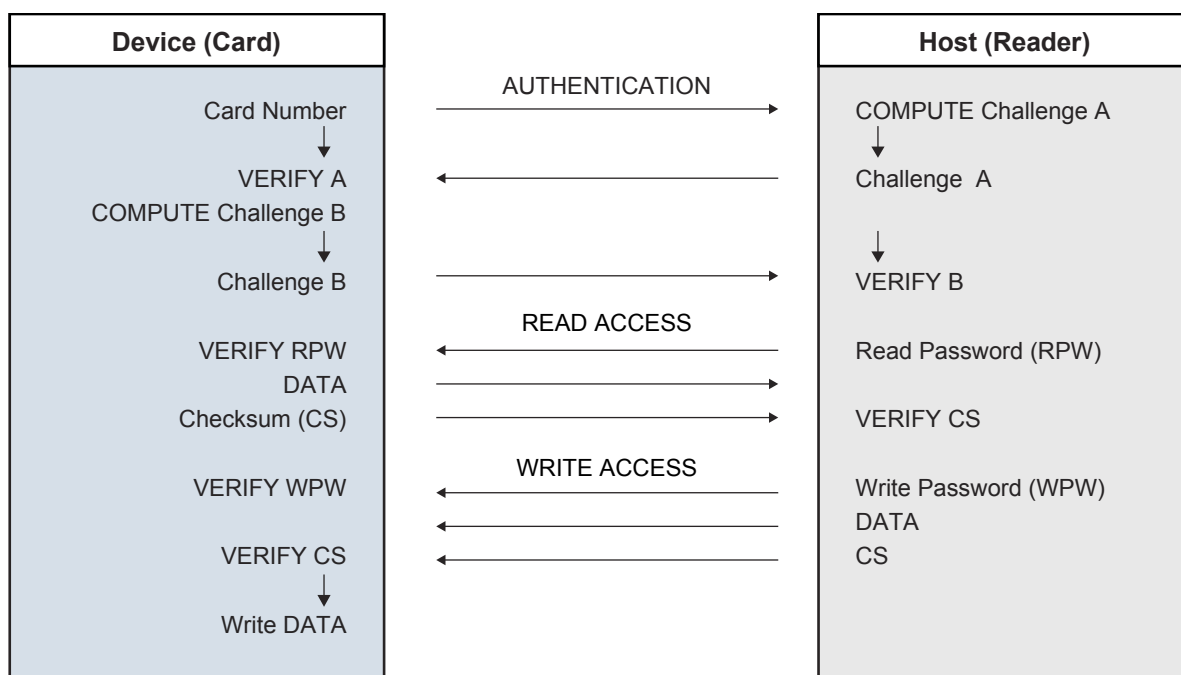 Device (Card)
Host (Reader)
AUTHENTICATION
Card Number
COMPUTE Challenge A
VERIFY A
Challenge A
COMPUTE Challenge B
Challenge B
VERIFY B
READ ACCESS
VERIFY RPW
Read Password (RPW)
DATA
Checksum (CS)
VERIFY CS
WRITE ACCESS
VERIFY WPW
Write Password (WPW)
DATA
VERIFY CS
CS
Write DATA